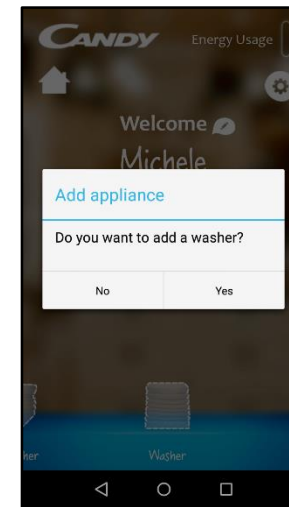 CANDY
Energy Usage
Welcome
Michele
Add appliance
Do you want to add a washer?
No
Yes
her
Washer